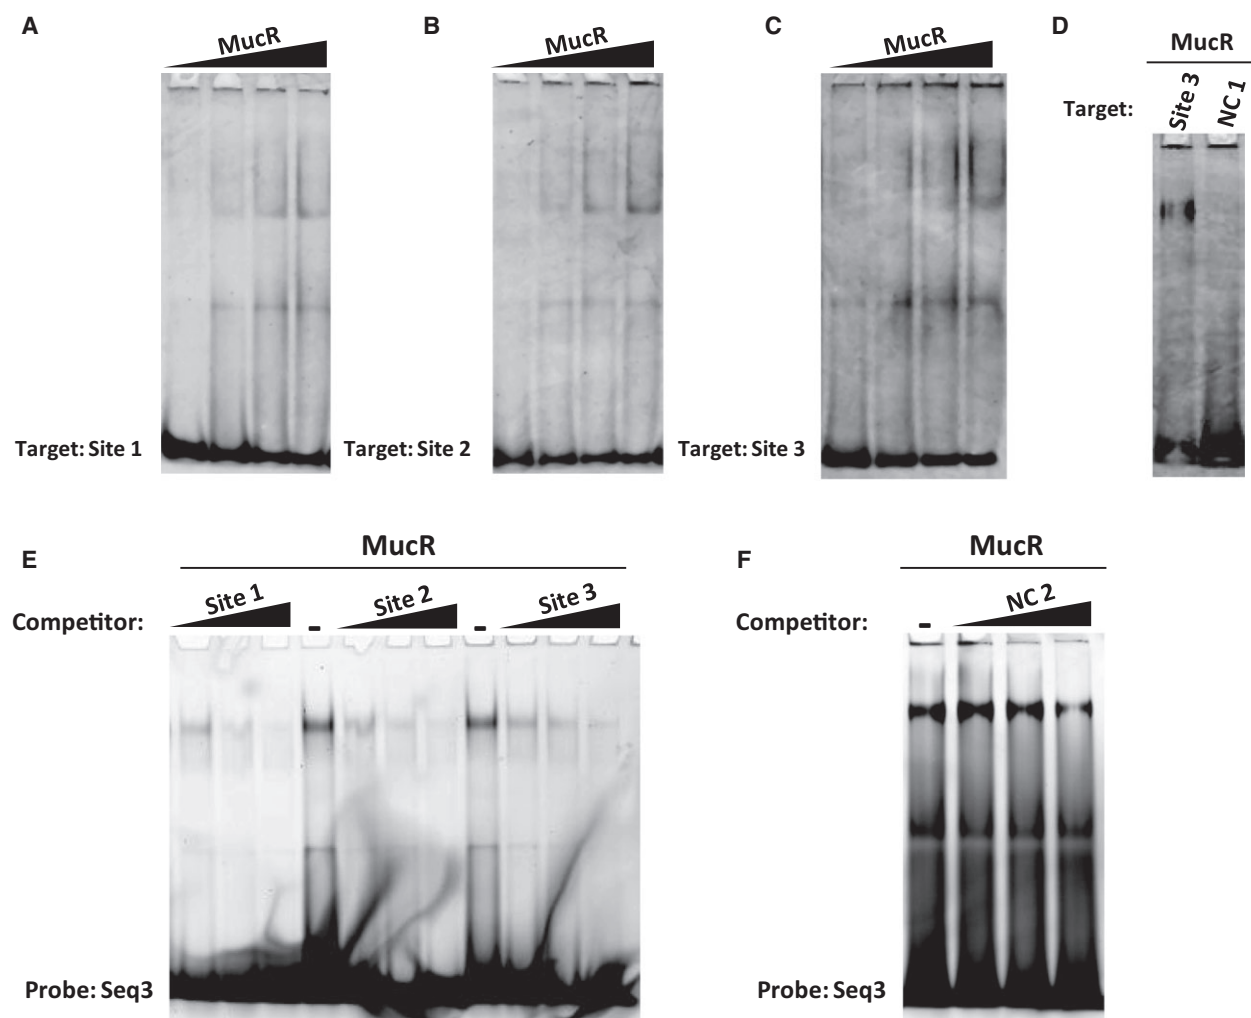 A
MucR
Target: Site 1
B
MucR
Target: Site 2
C
MucR
Target: Site 3
D
MucR
Target:
Site 3
NC 1
E
MucR
Competitor:
Site 1
-
Site 2
-
Site 3
Probe: Seq3
F
MucR
Competitor:
-
NC 2
Probe: Seq3